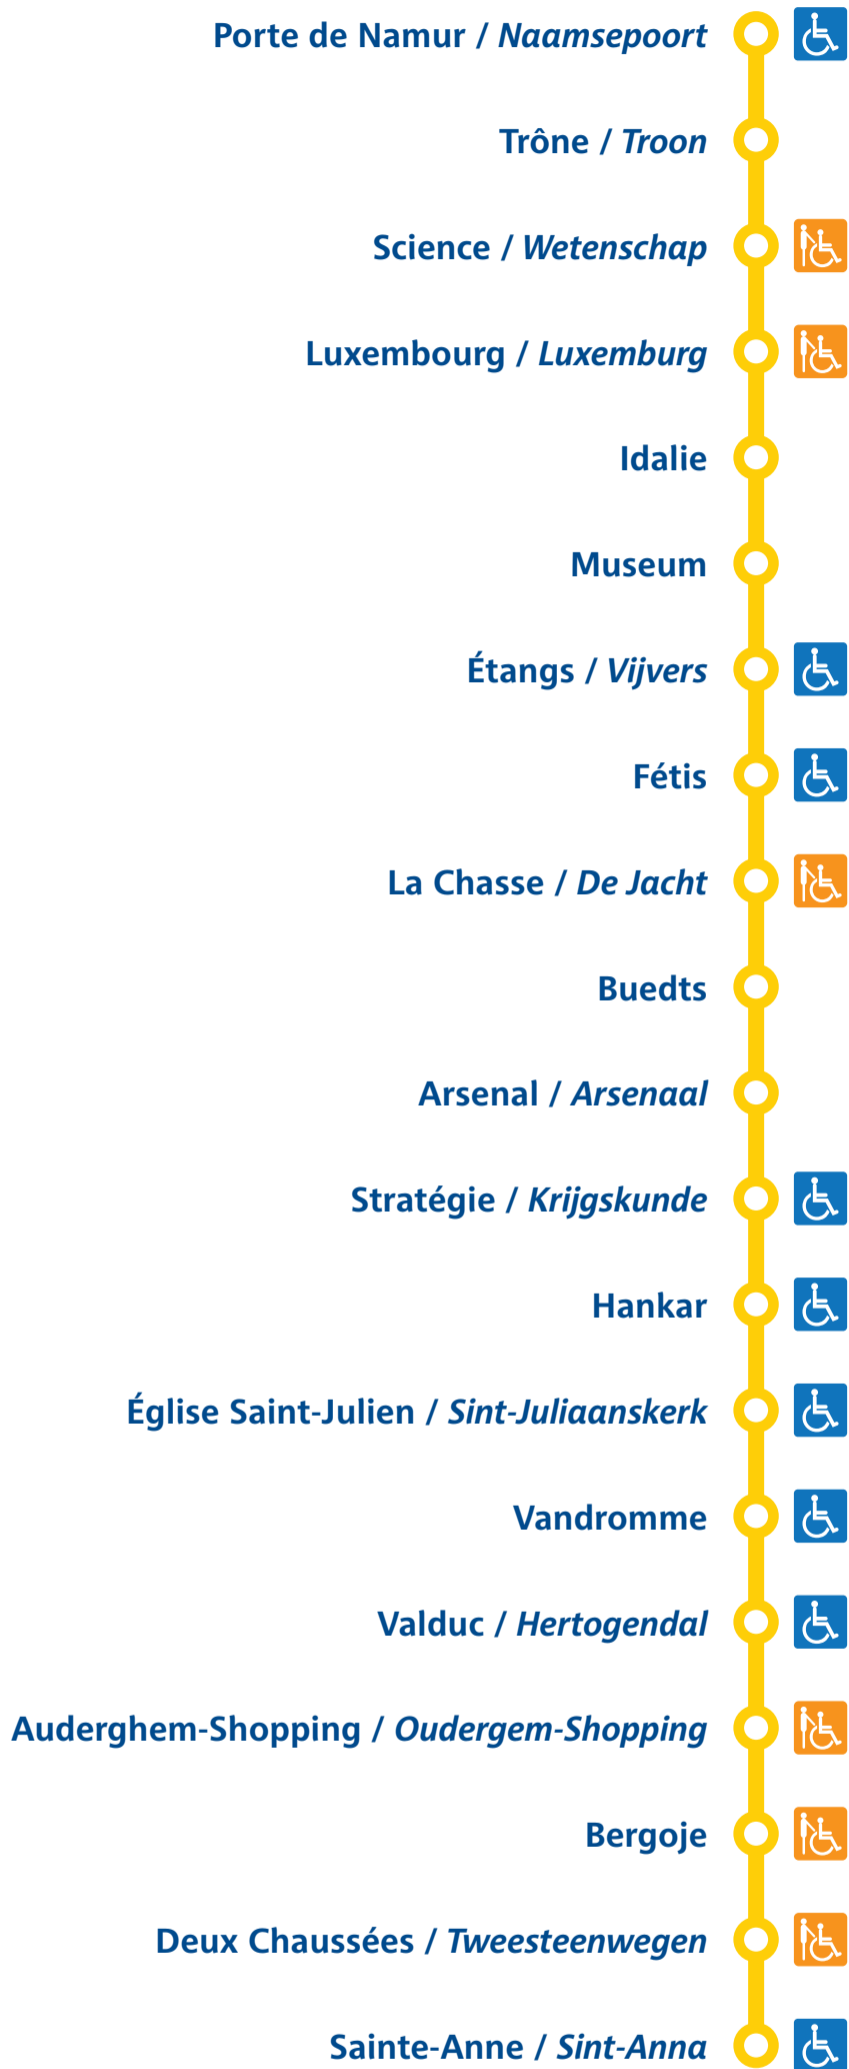 Porte de Namur / Naamsepoort
Trône / Troon
Science / Wetenschap
Luxembourg / Luxemburg
Idalie
Museum
Étangs / Vijvers
Fétis
La Chasse / De Jacht
Buedts
Arsenal / Arsenaal
Stratégie / Krijgskunde
Hankar
Église Saint-Julien / Sint-Juliaanskerk
Vandromme
Valduc / Hertogendal
Auderghem-Shopping / Oudergem-Shopping
Bergoje
Deux Chaussées / Tweesteenwegen
Sainte-Anne / Sint-Anna